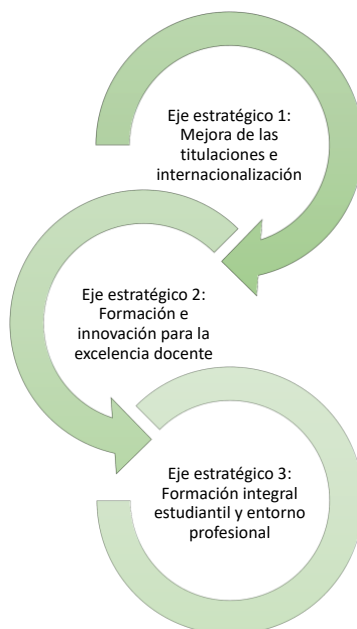 Eje estratégico 1:
Mejora de las
titulaciones e
internacionalización
Eje estratégico 2:
Formación e
innovación para la
excelencia docente
Eje estratégico 3:
Formación integral
estudiantil y entorno
profesional